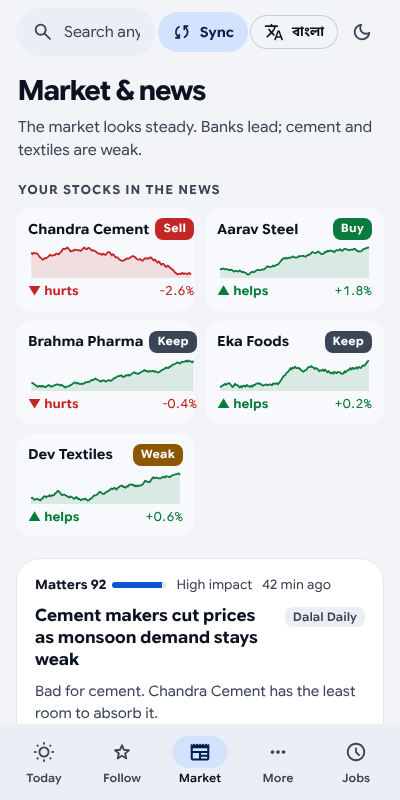 Search any
Sync
বাংলা
Market & news
The market looks steady. Banks lead; cement and
textiles are weak.
YOUR STOCKS IN THE NEWS
Chandra Cement Sell
▼ hurts -2.6%
Aarav Steel Buy
▲ helps +1.8%
Brahma Pharma Keep
▼ hurts -0.4%
Eka Foods Keep
▲ helps +0.2%
Dev Textiles Weak
▲ helps +0.6%
Matters 92 High impact 42 min ago
Cement makers cut prices
as monsoon demand stays
weak
Dalal Daily
Bad for cement. Chandra Cement has the least
room to absorb it.
Today Follow Market More Jobs